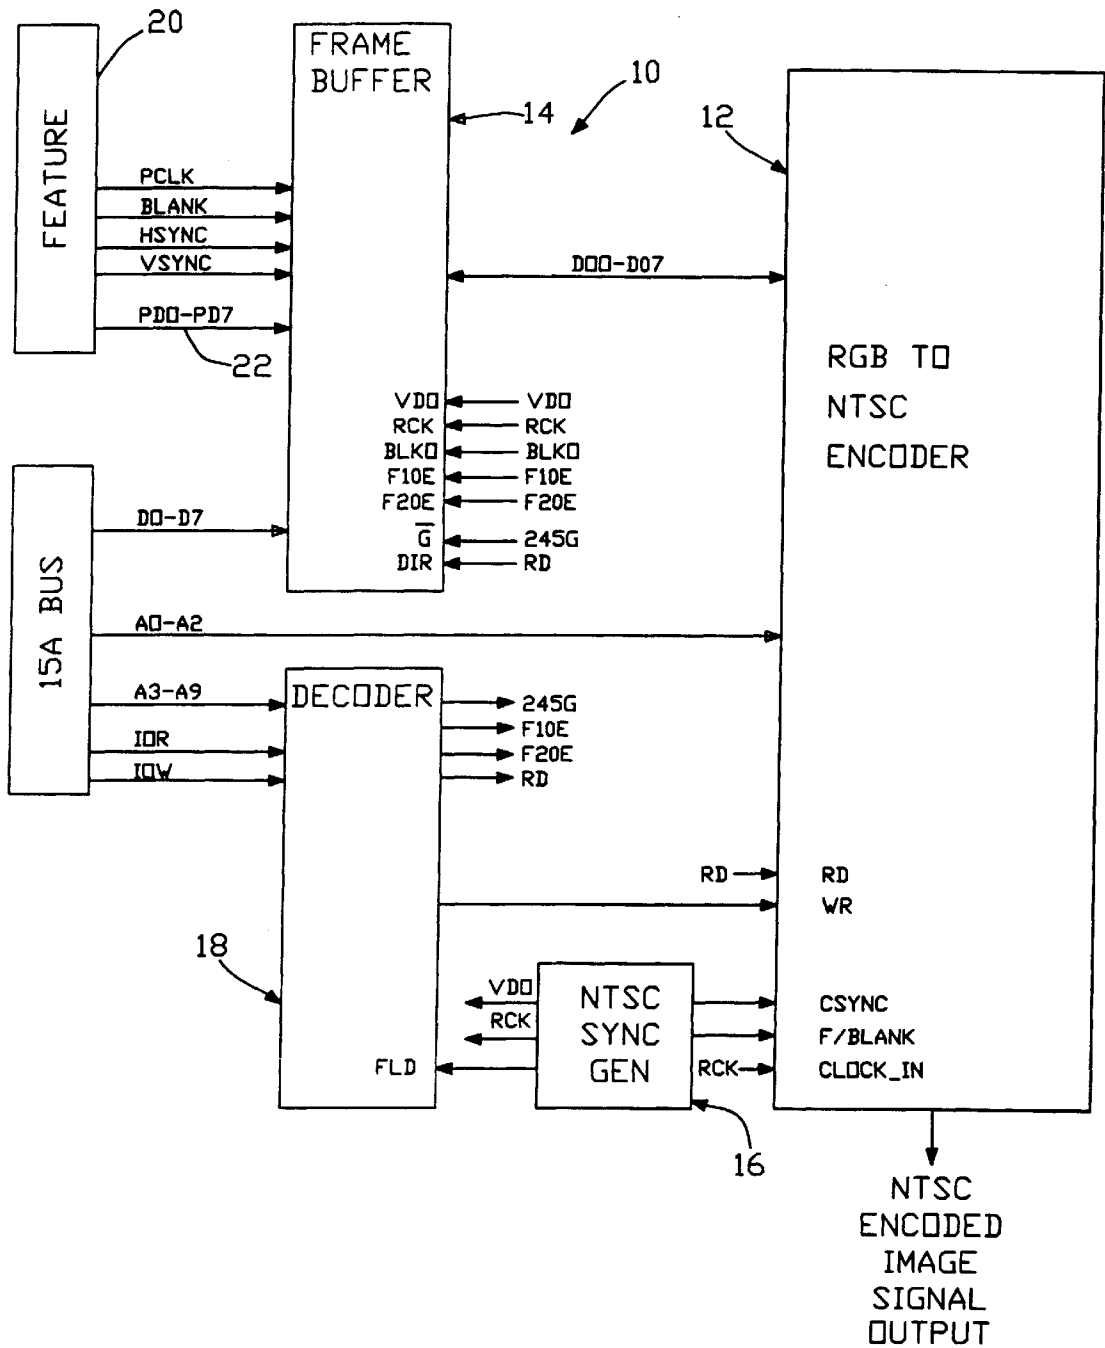 20
FRAME
BUFFER
10
14
12
FEATURE
PCLK
BLANK
HSYNC
VSYNC
PD0-PD7
22
D00-D07
RGB TO
NTSC
ENCODER
VDO VDO
RCK RCK
BLKO BLKO
F1OE F1OE
F2OE F2OE
G 245G
DIR RD
15A BUS
D0-D7
A0-A2
A3-A9
IOR
IOW
DECODER
245G
F1OE
F2OE
RD
RD RD
WR
18
VDO
RCK
FLD
NTSC
SYNC
GEN
CSYNC
F/BLANK
RCK CLOCK_IN
16
NTSC
ENCODED
IMAGE
SIGNAL
OUTPUT